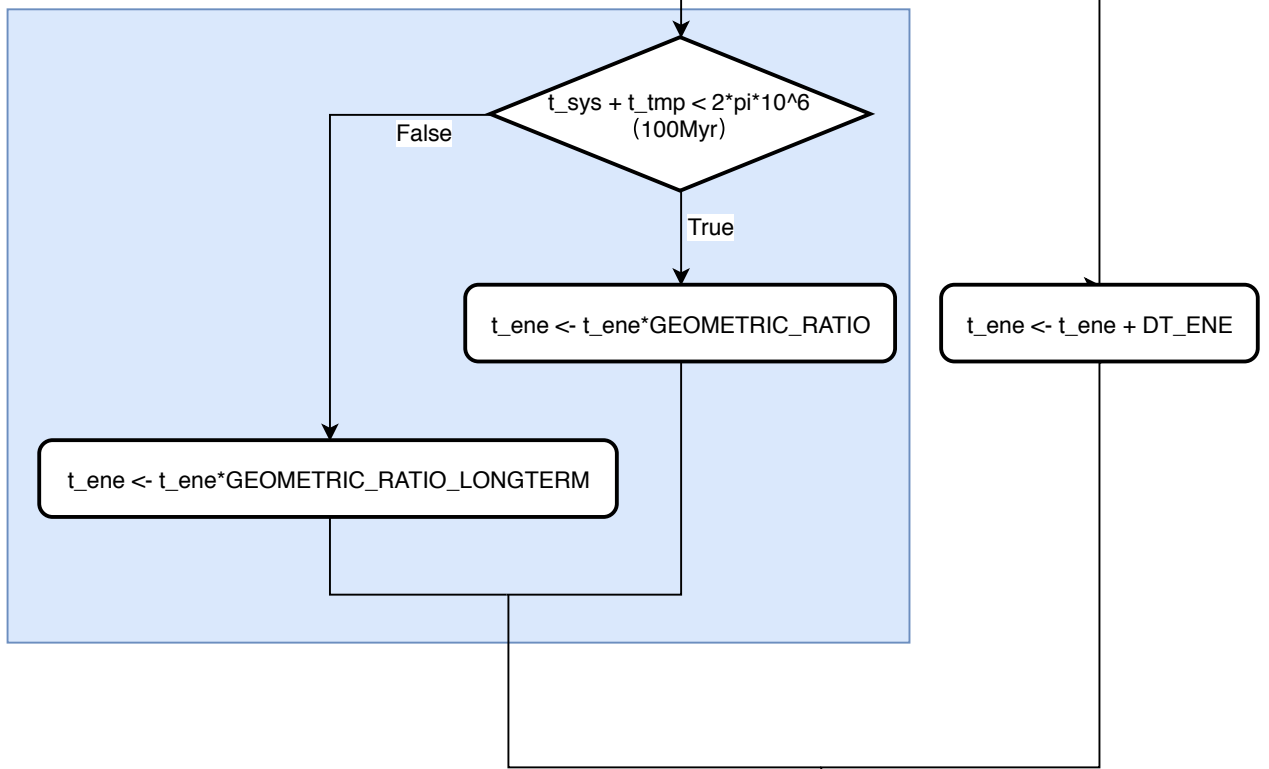 t_sys + t_tmp < 2*pi*10^6
（100Myr）
False
True
t_ene <- t_ene*GEOMETRIC_RATIO
t_ene <- t_ene + DT_ENE
t_ene <- t_ene*GEOMETRIC_RATIO_LONGTERM